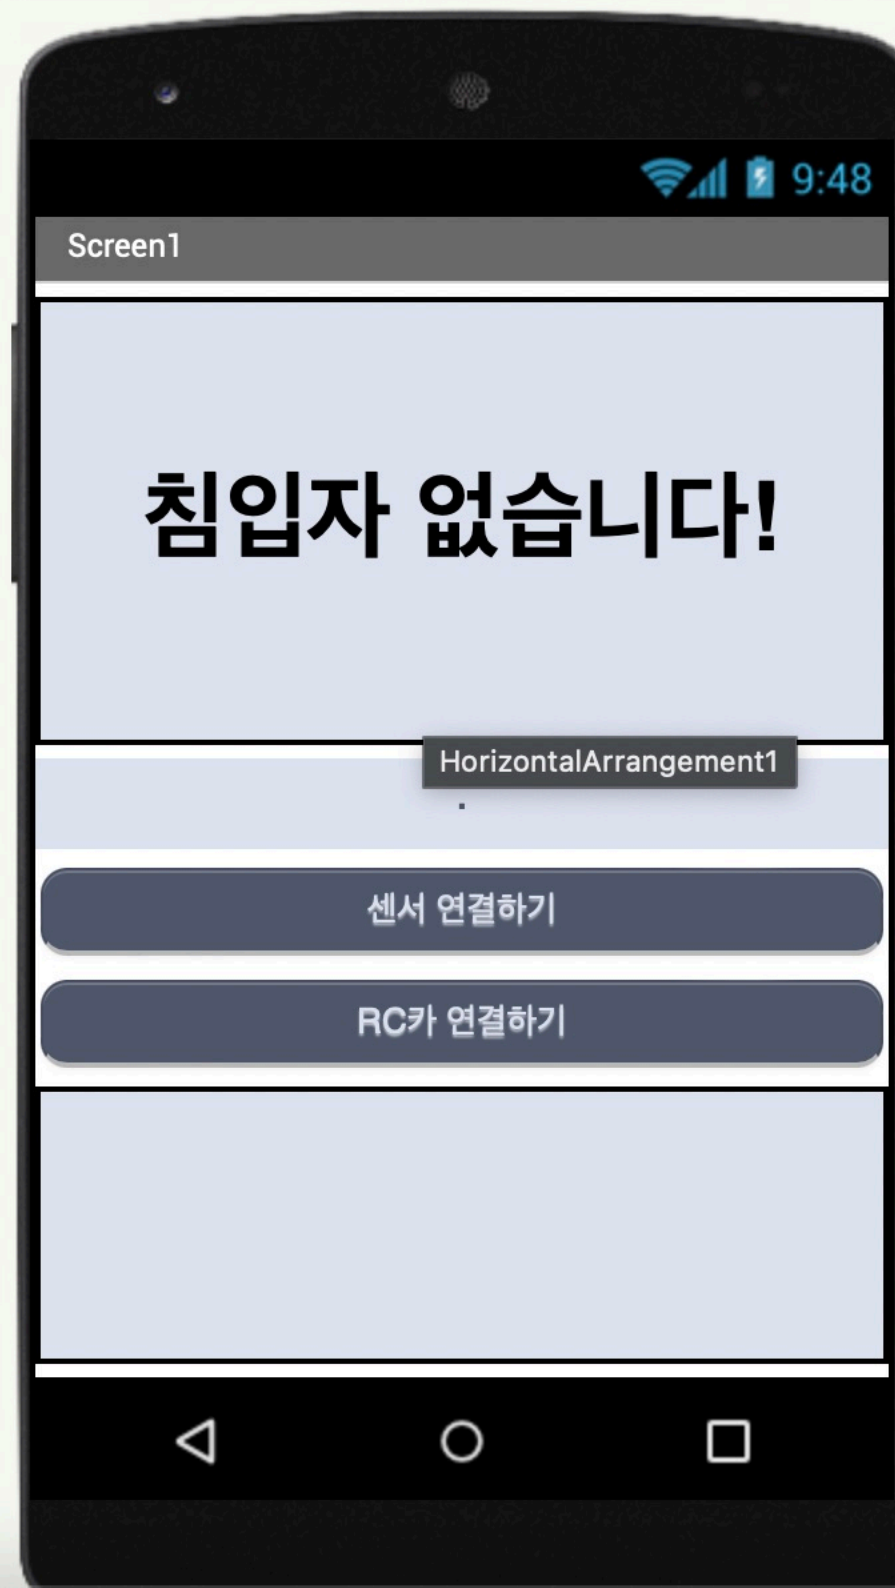 9:48
Screen1
침입자 없습니다!
HorizontalArrangement1
.
센서 연결하기
RC카 연결하기